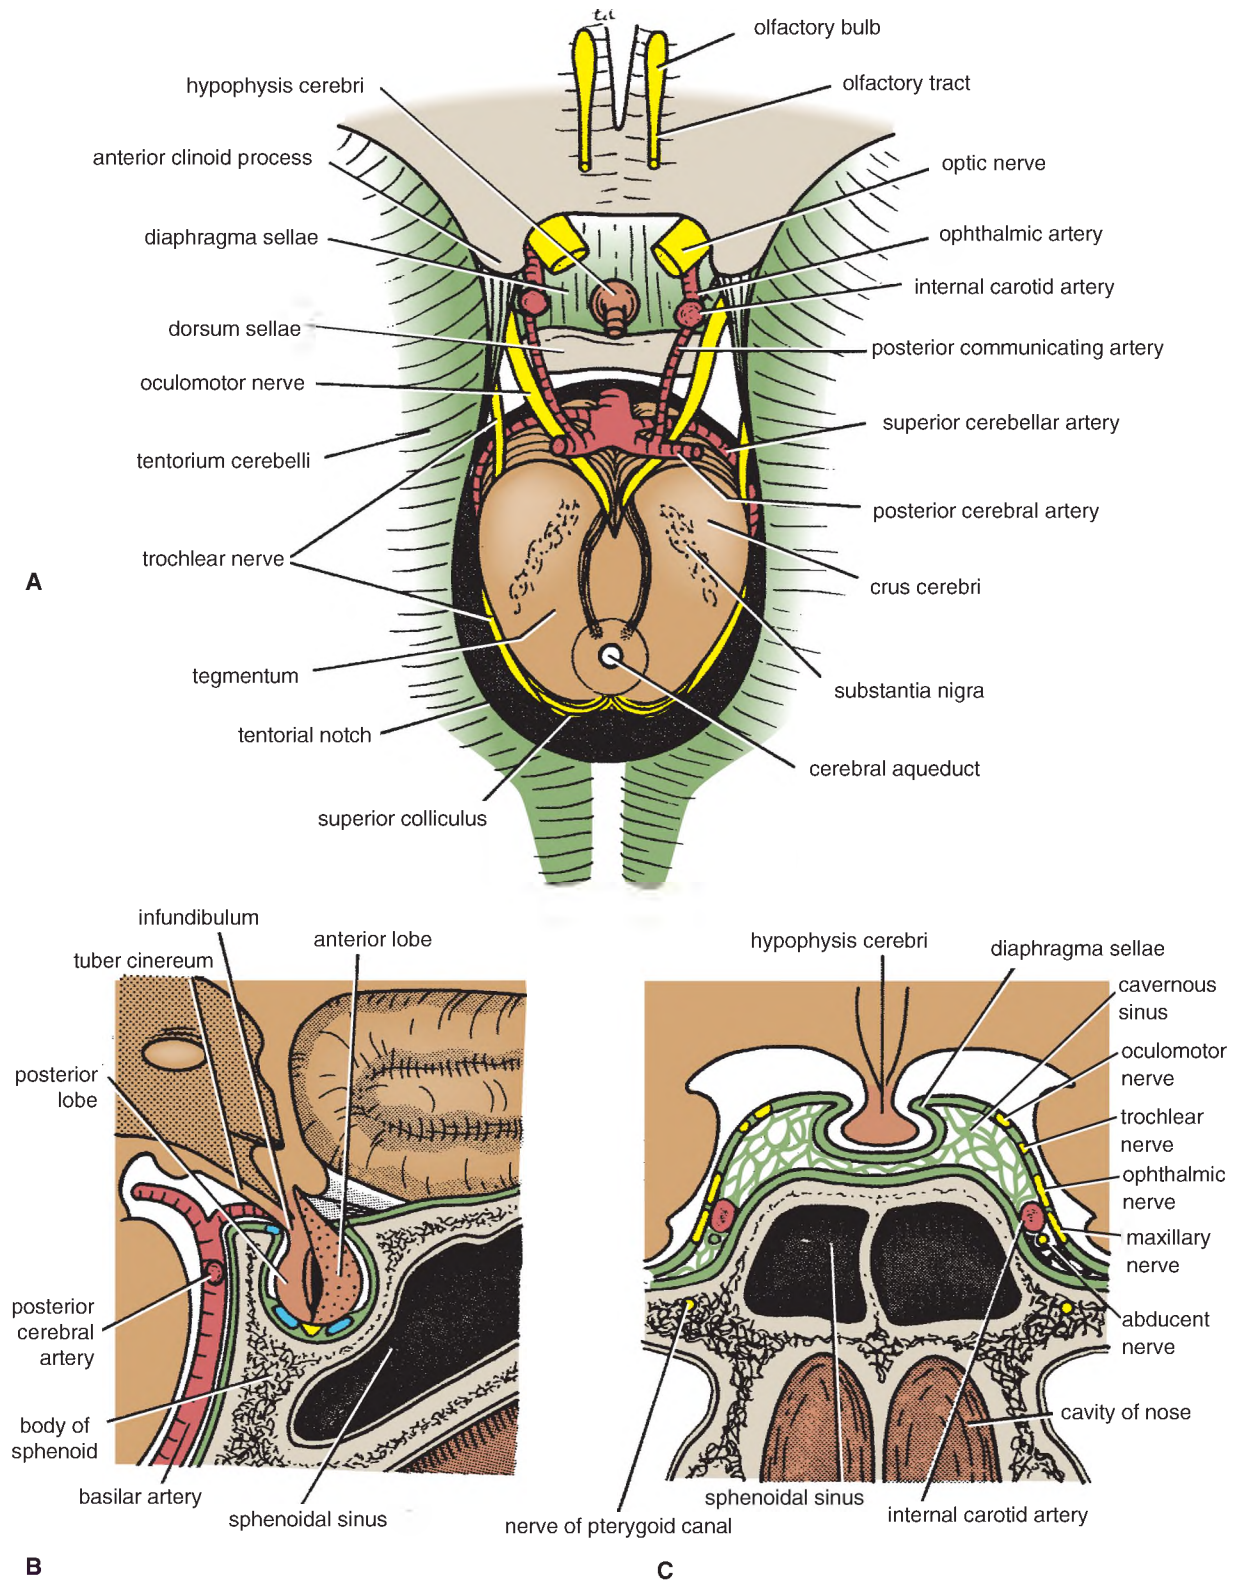 olfactory bulb
hypophysis cerebri
olfactory tract
anterior clinoid process
optic nerve
diaphragma sellae
ophthalmic artery
internal carotid artery
dorsum sellae
posterior communicating artery
oculomotor nerve
superior cerebellar artery
tentorium cerebelli
posterior cerebral artery
trochlear nerve
A
crus cerebri
tegmentum
substantia nigra
tentorial notch
cerebral aqueduct
superior colliculus
infundibulum
anterior lobe
tuber cinereum
posterior
lobe
posterior
cerebral
artery
body of
sphenoid
basilar artery
sphenoidal sinus
B
hypophysis cerebri
diaphragma sellae
cavernous
sinus
oculomotor
nerve
trochlear
nerve
ophthalmic
nerve
maxillary
nerve
abducent
nerve
cavity of nose
sphenoidal sinus
internal carotid artery
nerve of pterygoid canal
C